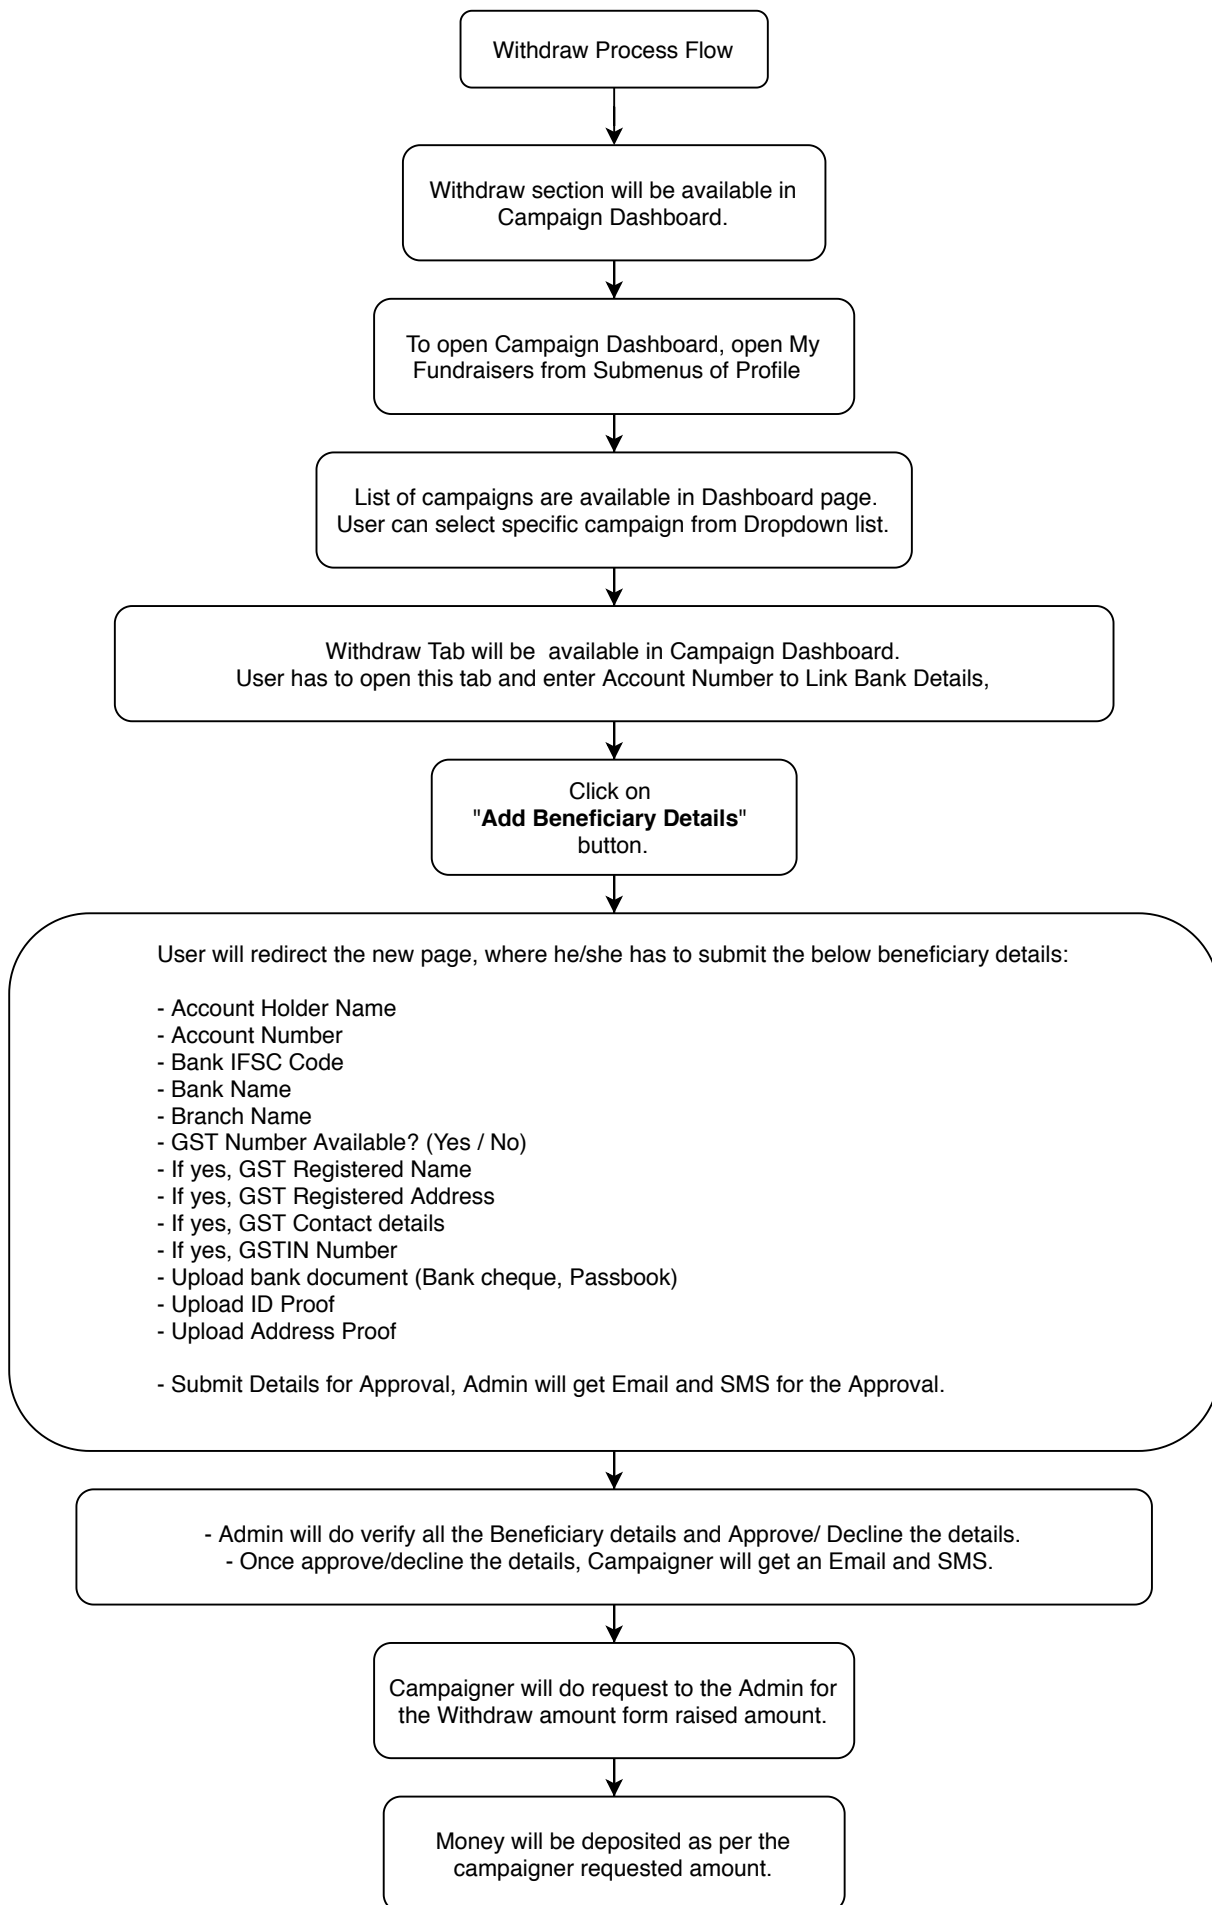 Withdraw Process Flow
Withdraw section will be available in
Campaign Dashboard.
To open Campaign Dashboard, open My
Fundraisers from Submenus of Profile
List of campaigns are available in Dashboard page.
User can select specific campaign from Dropdown list.
Withdraw Tab will be  available in Campaign Dashboard.
User has to open this tab and enter Account Number to Link Bank Details,
Click on
"Add Beneficiary Details"
button.
User will redirect the new page, where he/she has to submit the below beneficiary details:
- Account Holder Name
- Account Number
- Bank IFSC Code
- Bank Name
- Branch Name
- GST Number Available? (Yes / No)
- If yes, GST Registered Name
- If yes, GST Registered Address
- If yes, GST Contact details
- If yes, GSTIN Number
- Upload bank document (Bank cheque, Passbook)
- Upload ID Proof
- Upload Address Proof
- Submit Details for Approval, Admin will get Email and SMS for the Approval.
- Admin will do verify all the Beneficiary details and Approve/ Decline the details.
- Once approve/decline the details, Campaigner will get an Email and SMS.
Campaigner will do request to the Admin for
the Withdraw amount form raised amount.
Money will be deposited as per the
campaigner requested amount.